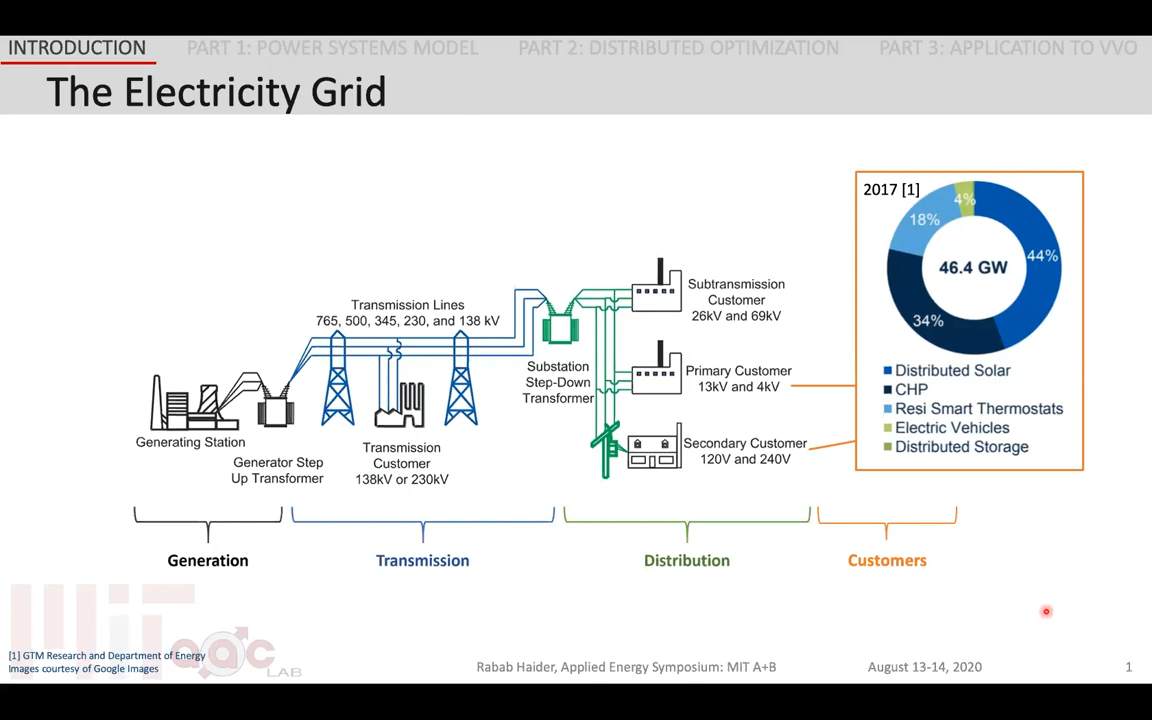 INTRODUCTION PART 1: POWER SYSTEMS MODEL PART 2: DISTRIBUTED OPTIMIZATION PART 3: APPLICATION TO VVO
The Electricity Grid
2017 [1]
4%
18%
44%
46.4 GW
34%
Distributed Solar
CHP
Resi Smart Thermostats
Electric Vehicles
Distributed Storage
Transmission Lines
765, 500, 345, 230, and 138 kV
Subtransmission
Customer
26kV and 69kV
Substation
Step-Down
Transformer
Primary Customer
13kV and 4kV
Generating Station
Generator Step
Up Transformer
Transmission
Customer
138kV or 230kV
Secondary Customer
120V and 240V
Generation
Transmission
Distribution
Customers
MIT
aac
LAB
[1] GTM Research and Department of Energy
Images courtesy of Google Images
Rabab Haider, Applied Energy Symposium: MIT A+B
August 13-14, 2020
1